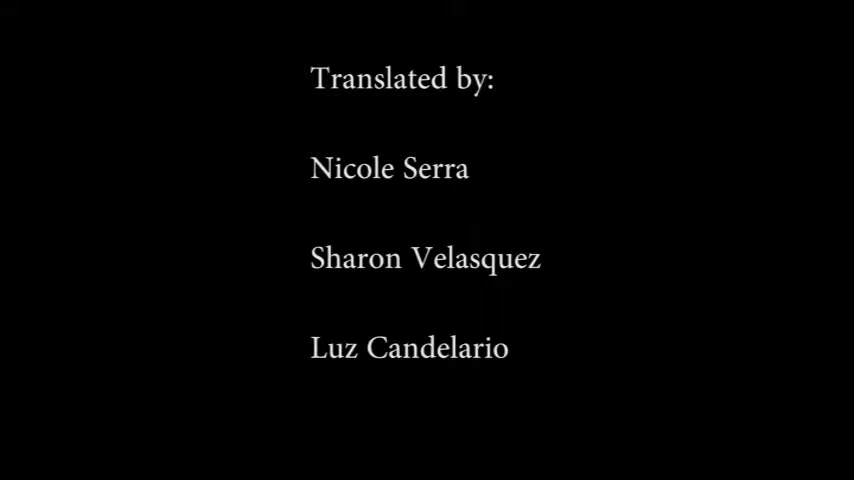 Translated by:
Nicole Serra
Sharon Velasquez
Luz Candelario